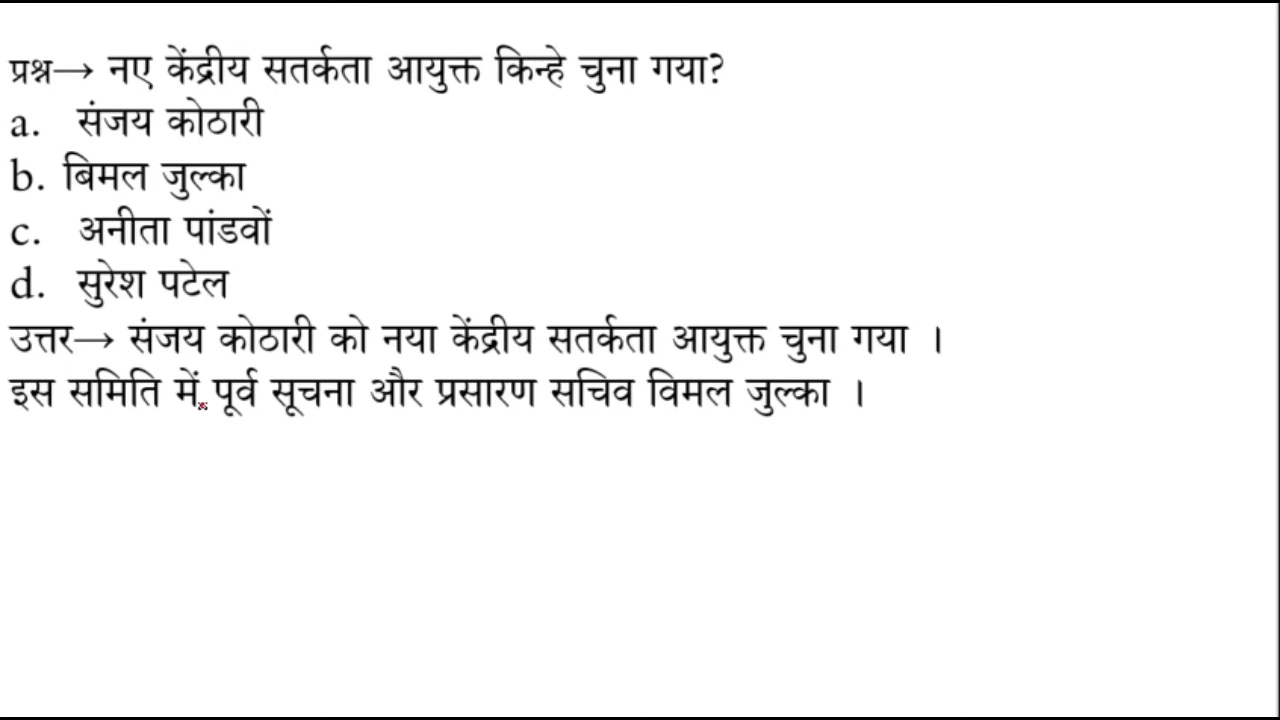 प्रश्न→ नए केंद्रीय सतर्कता आयुक्त किन्हे चुना गया?
a. संजय कोठारी
b. बिमल जुल्का
c. अनीता पांडवों
d. सुरेश पटेल
उत्तर→ संजय कोठारी को नया केंद्रीय सतर्कता आयुक्त चुना गया ।
इस समिति में पूर्व सूचना और प्रसारण सचिव विमल जुल्का ।